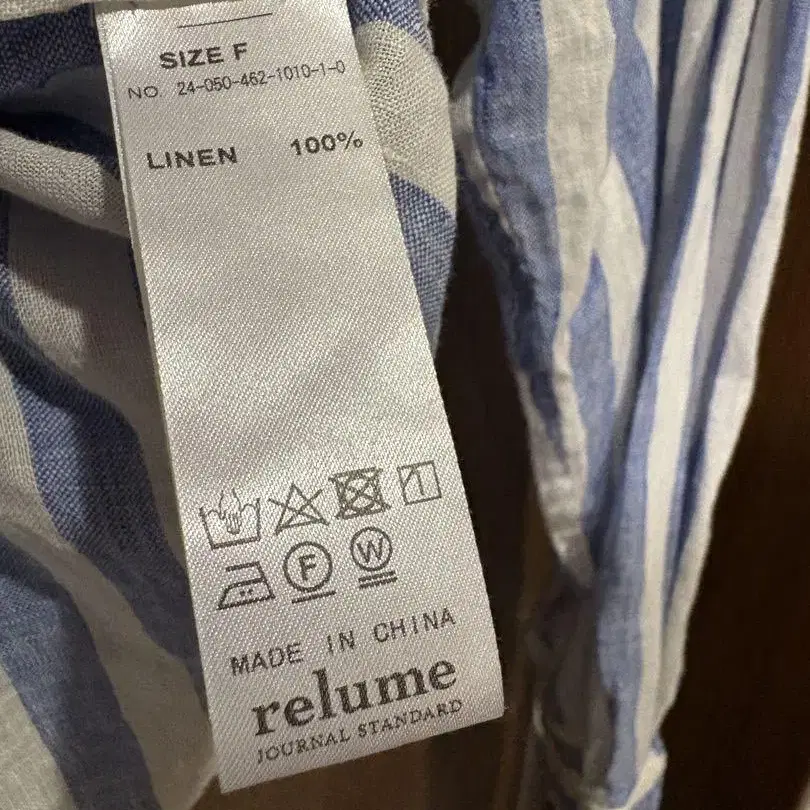 SIZE F
NO. 24-050-462-1010-1-0
LINEN 100%
F W
MADE IN CHINA
relume
JOURNAL STANDARD